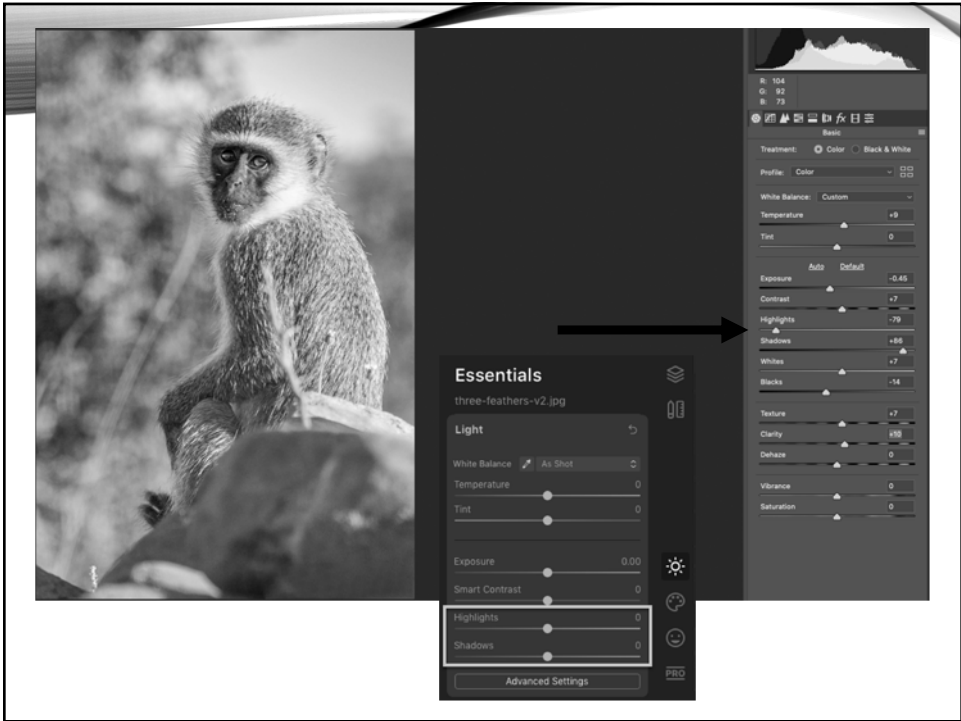 R: 104
G: 92
B: 73
fx
Basic
Treatment: Color Black & White
Profile: Color
White Balance: Custom
Temperature +9
Tint 0
Auto Default
Exposure -0.45
Contrast +7
Highlights -79
Shadows +86
Whites +7
Blacks -14
Texture +7
Clarity +10
Dehaze 0
Vibrance 0
Saturation 0
Essentials
three-feathers-v2.jpg
Light
White Balance As Shot
Temperature 0
Tint 0
Exposure 0.00
Smart Contrast 0
Highlights 0
Shadows 0
Advanced Settings
PRO